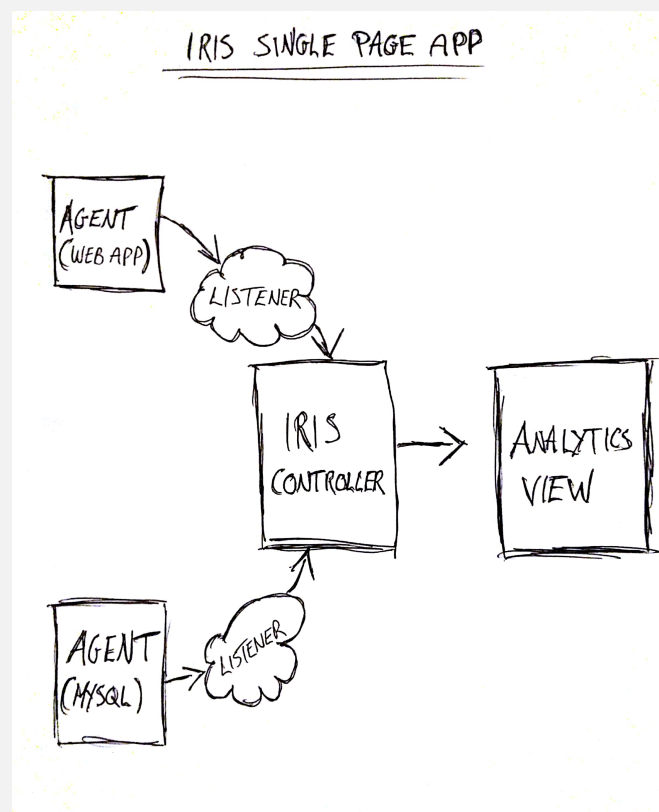 IRIS SINGLE PAGE APP
AGENT
(WEB APP)
LISTENER
IRIS
CONTROLLER
ANALYTICS
VIEW
AGENT
(MYSQL)
LISTENER